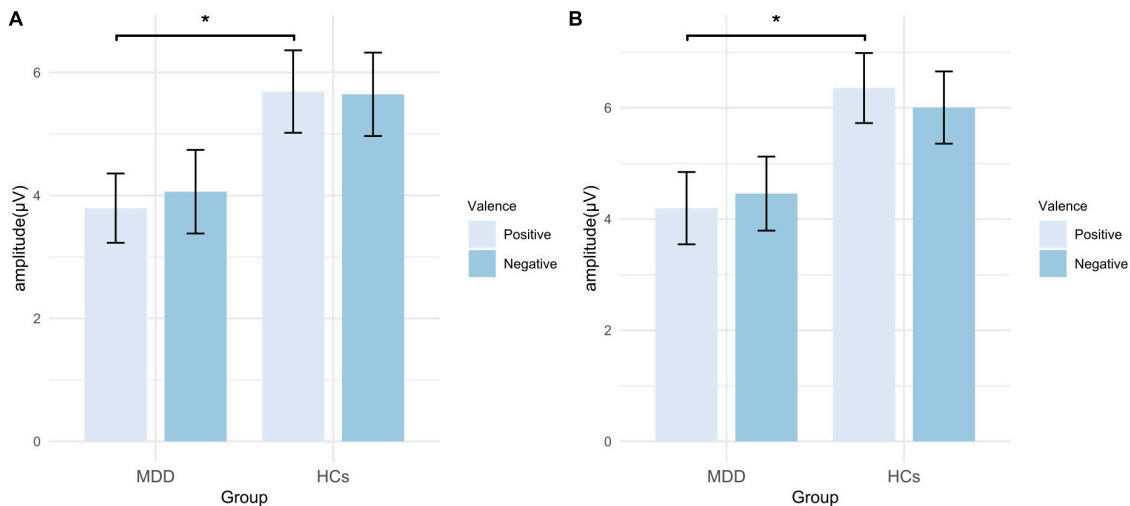 A
*
6
4
2
0
amplitude(µV)
MDD
HCs
Group
Valence
Positive
Negative
B
*
6
4
2
0
amplitude(µV)
MDD
HCs
Group
Valence
Positive
Negative